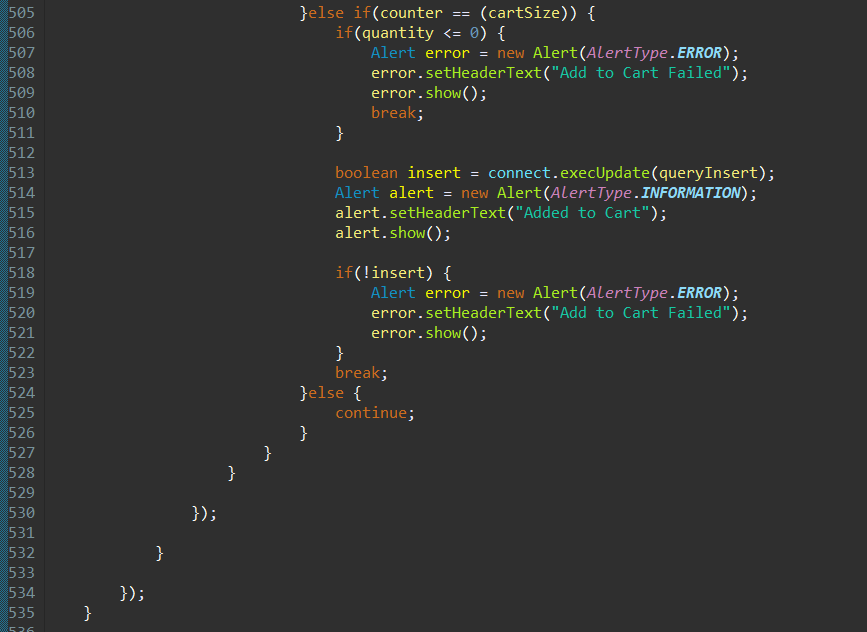 505 }else if(counter == (cartSize)) {
506 if(quantity <= 0) {
507 Alert error = new Alert(AlertType.ERROR);
508 error.setHeaderText("Add to Cart Failed");
509 error.show();
510 break;
511 }
512
513 boolean insert = connect.execUpdate(queryInsert);
514 Alert alert = new Alert(AlertType.INFORMATION);
515 alert.setHeaderText("Added to Cart");
516 alert.show();
517
518 if(!insert) {
519 Alert error = new Alert(AlertType.ERROR);
520 error.setHeaderText("Add to Cart Failed");
521 error.show();
522 }
523 break;
524 }else {
525 continue;
526 }
527 }
528 }
529
530 });
531
532 }
533
534 });
535 }
536